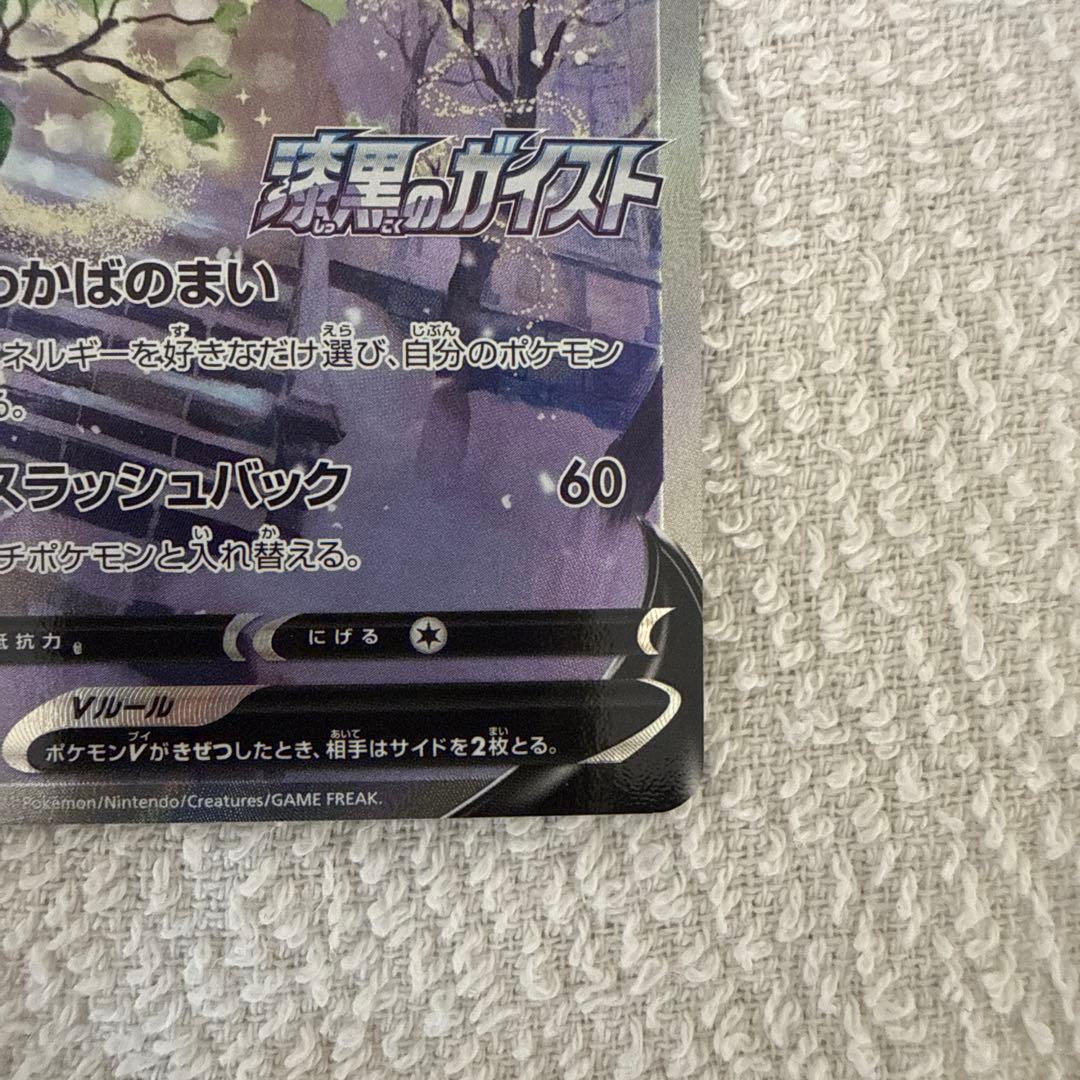 漆黒のガイスト
わかばのまい
ネルギーを好きなだけ選び、自分のポケモン
る。
スラッシュバック 60
チポケモンと入れ替える。
抵抗力 にげる
Vルール
ポケモンVがきぜつしたとき、相手はサイドを2枚とる。
Pokémon/Nintendo/Creatures/GAME FREAK.